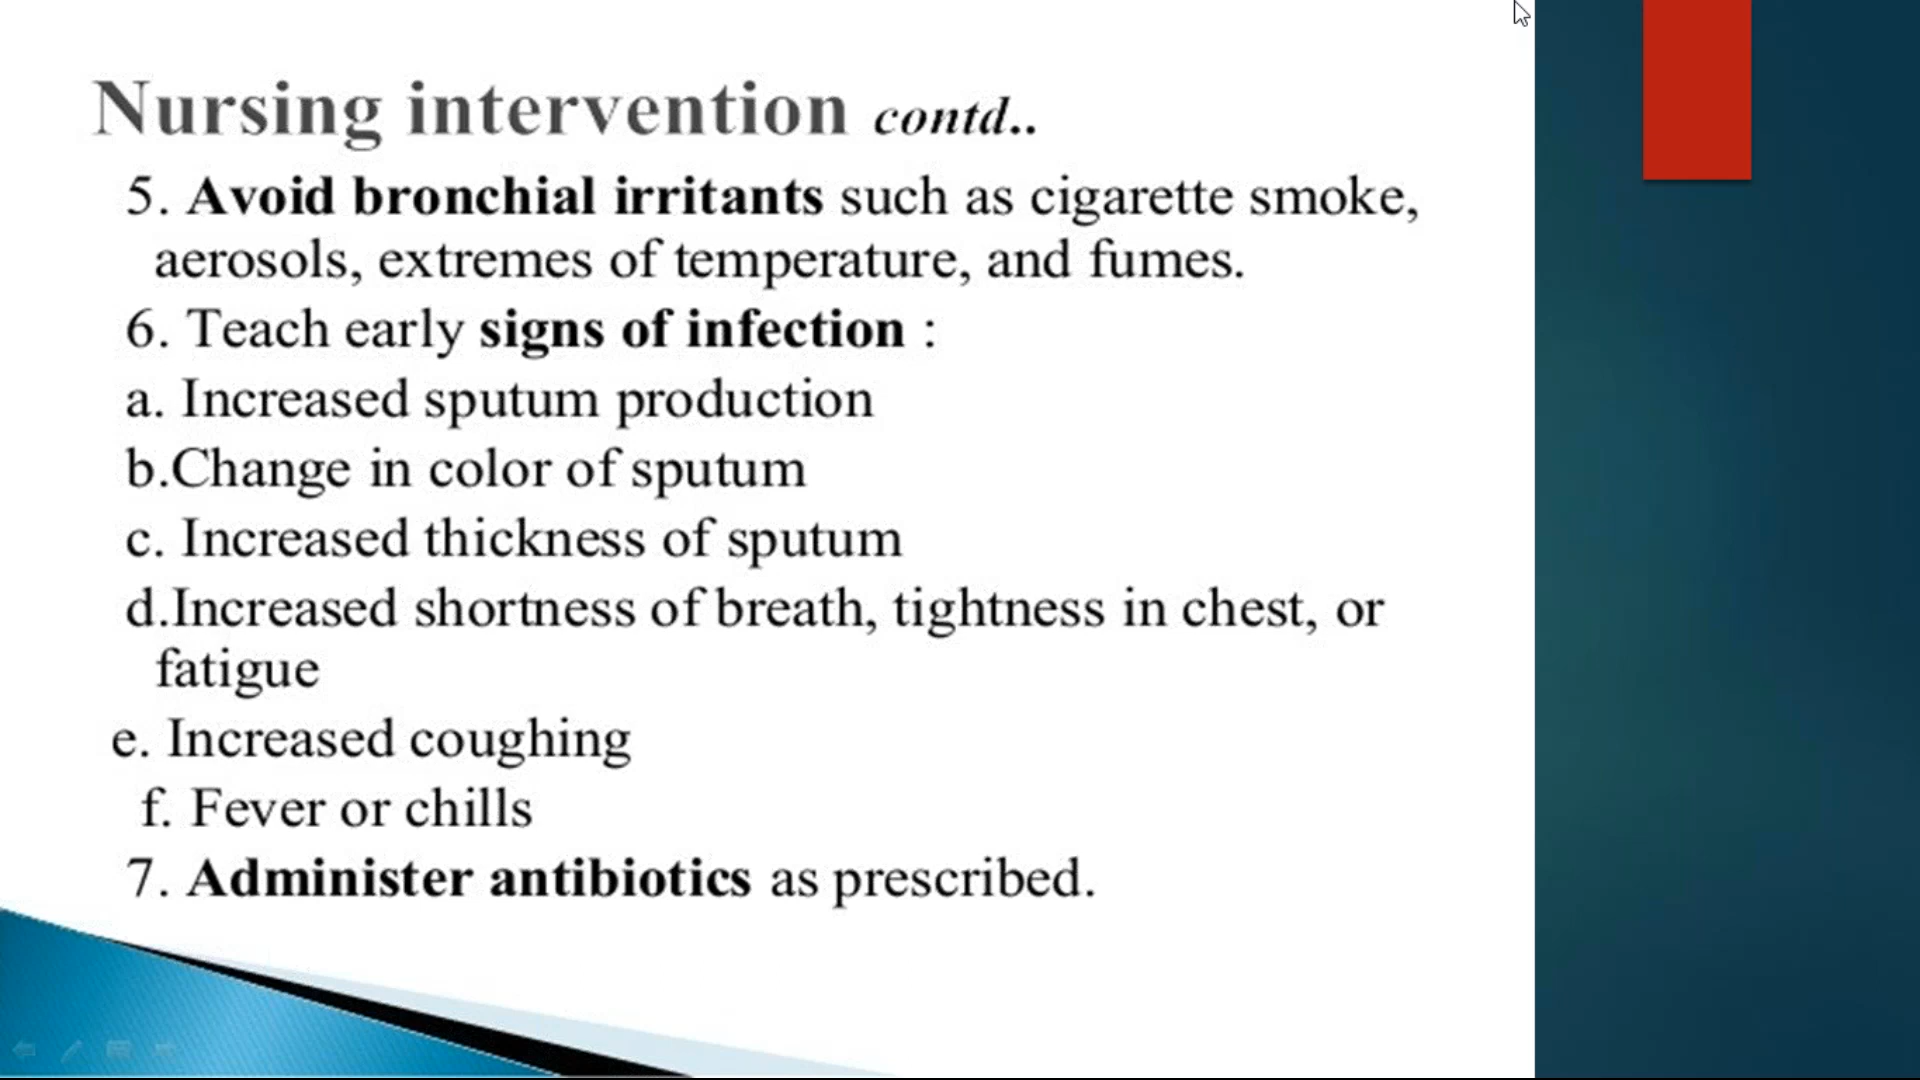 Nursing intervention contd..
5. Avoid bronchial irritants such as cigarette smoke,
aerosols, extremes of temperature, and fumes.
6. Teach early signs of infection :
a. Increased sputum production
b.Change in color of sputum
c. Increased thickness of sputum
d.Increased shortness of breath, tightness in chest, or
fatigue
e. Increased coughing
f. Fever or chills
7. Administer antibiotics as prescribed.